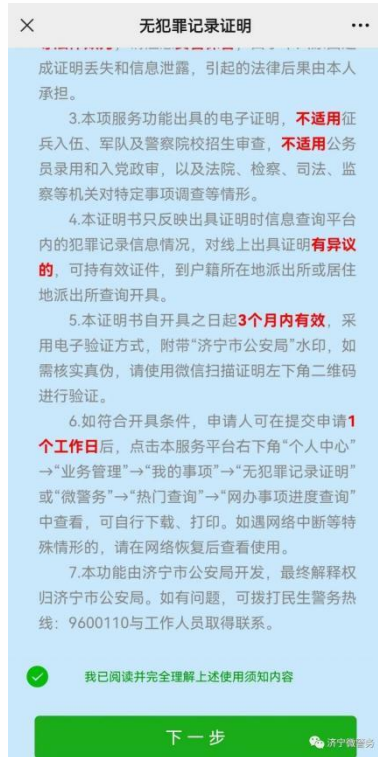 无犯罪记录证明
成证明丢失和信息泄露，引起的法律后果由本人
承担。
3.本项服务功能出具的电子证明，不适用征
兵入伍、军队及警察院校招生审查，不适用公务
员录用和入党政审，以及法院、检察、司法、监
察等机关对特定事项调查等情形。
4.本证明书只反映出具证明时信息查询平台
内的犯罪记录信息情况，对线上出具证明有异议
的，可持有效证件，到户籍所在地派出所或居住
地派出所查询开具。
5.本证明书自开具之日起3个月内有效，采
用电子验证方式，附带“济宁市公安局”水印，如
需核实真伪，请使用微信扫描证明左下角二维码
进行验证。
6.如符合开具条件，申请人可在提交申请1
个工作日后，点击本服务平台右下角“个人中心”
→“业务管理”→“我的事项”→“无犯罪记录证明”
或“微警务”→“热门查询”→“网办事项进度查询”
中查看，可自行下载、打印。如遇网络中断等特
殊情形的，请在网络恢复后查看使用。
7.本功能由济宁市公安局开发，最终解释权
归济宁市公安局。如有问题，可拨打民生警务热
线：9600110与工作人员取得联系。
我已阅读并完全理解上述使用须知内容
下一步
济宁微警务